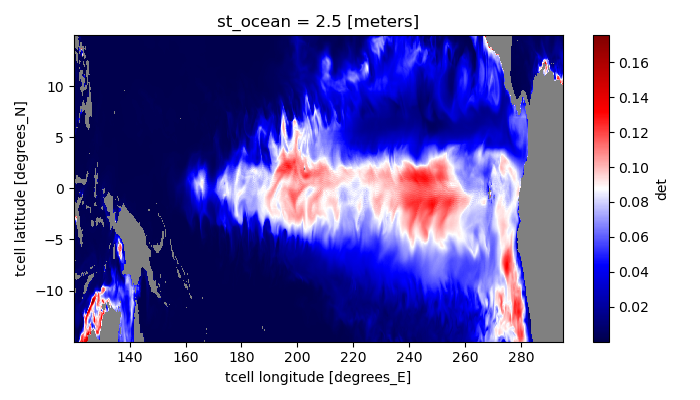 st_ocean = 2.5 [meters]
10
5
0
−5
−10
tcell latitude [degrees_N]
140 160 180 200 220 240 260 280
tcell longitude [degrees_E]
0.16
0.14
0.12
0.10
0.08
0.06
0.04
0.02
det